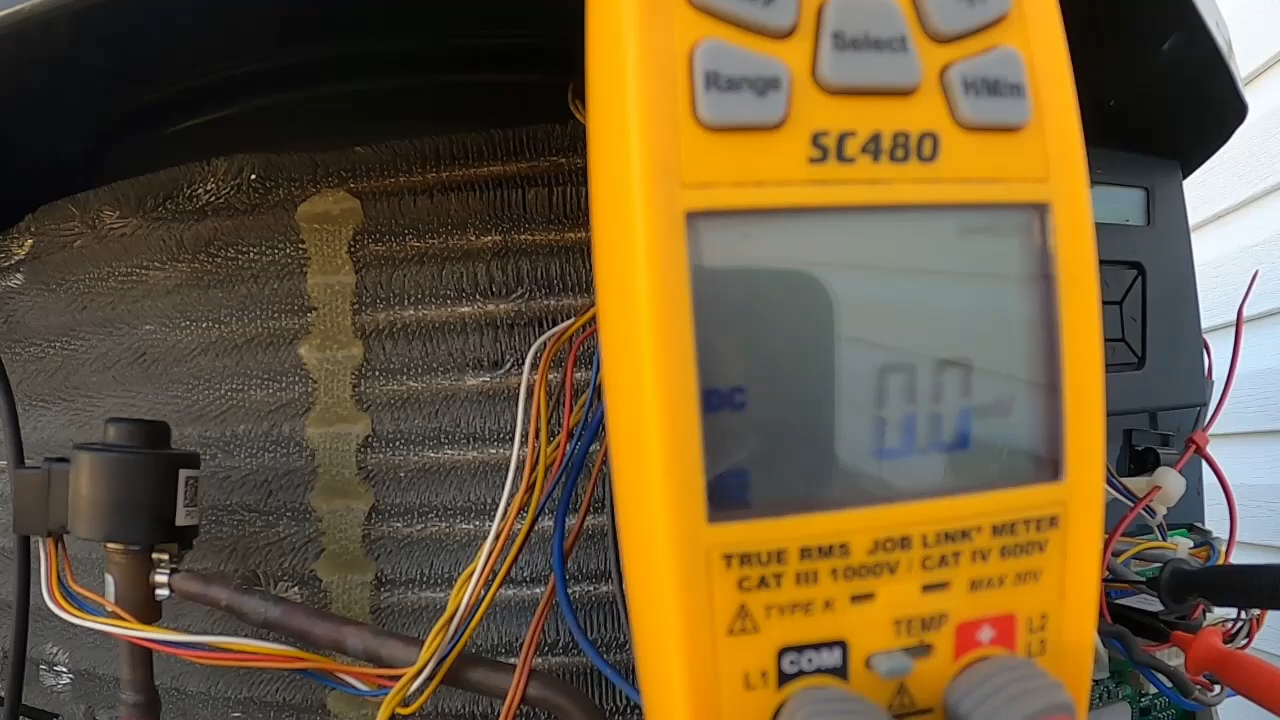 Select
Range
H/Min
SC480
DC
0.0
TRUE RMS JOB LINK® METER
CAT III 1000V / CAT IV 600V
TYPE K
MAX 30V
TEMP
L1
COM
L2
L3